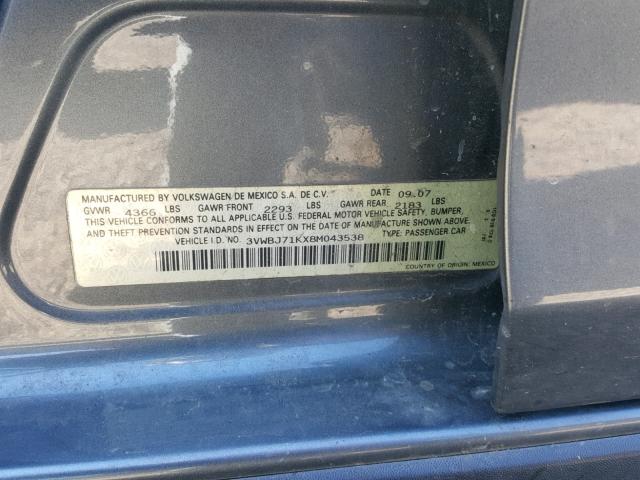 MANUFACTURED BY VOLKSWAGEN DE MEXICO S.A. DE C.V. DATE 09.07
GVWR 4366 LBS GAWR FRONT 2293 LBS GAWR REAR 2183 LBS
THIS VEHICLE CONFORMS TO ALL APPLICABLE U.S. FEDERAL MOTOR VEHICLE SAFETY, BUMPER,
AND THEFT PREVENTION STANDARDS IN EFFECT ON THE DATE OF MANUFACTURE SHOWN ABOVE.
VEHICLE I.D. NO. 3VWBJ71KX8M043538 TYPE: PASSENGER CAR
COUNTRY OF ORIGIN: MEXICO